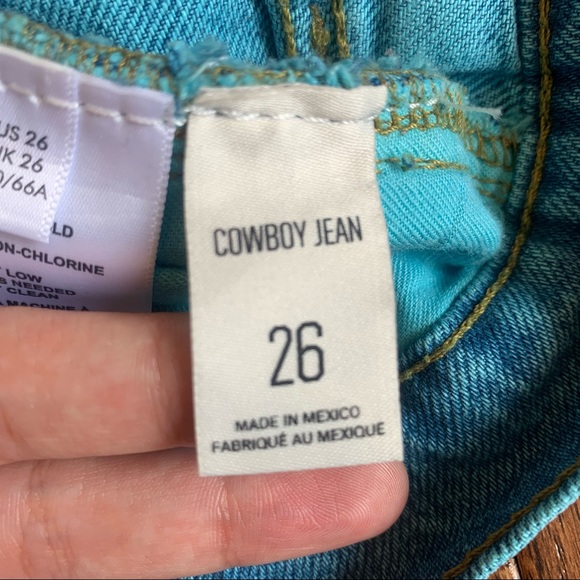 US 26
UK 26
0/66A
LD
ON-CHLORINE
LOW
AS NEEDED
CLEAN
MACHINE À
COWBOY JEAN
26
MADE IN MEXICO
FABRIQUÉ AU MEXIQUE